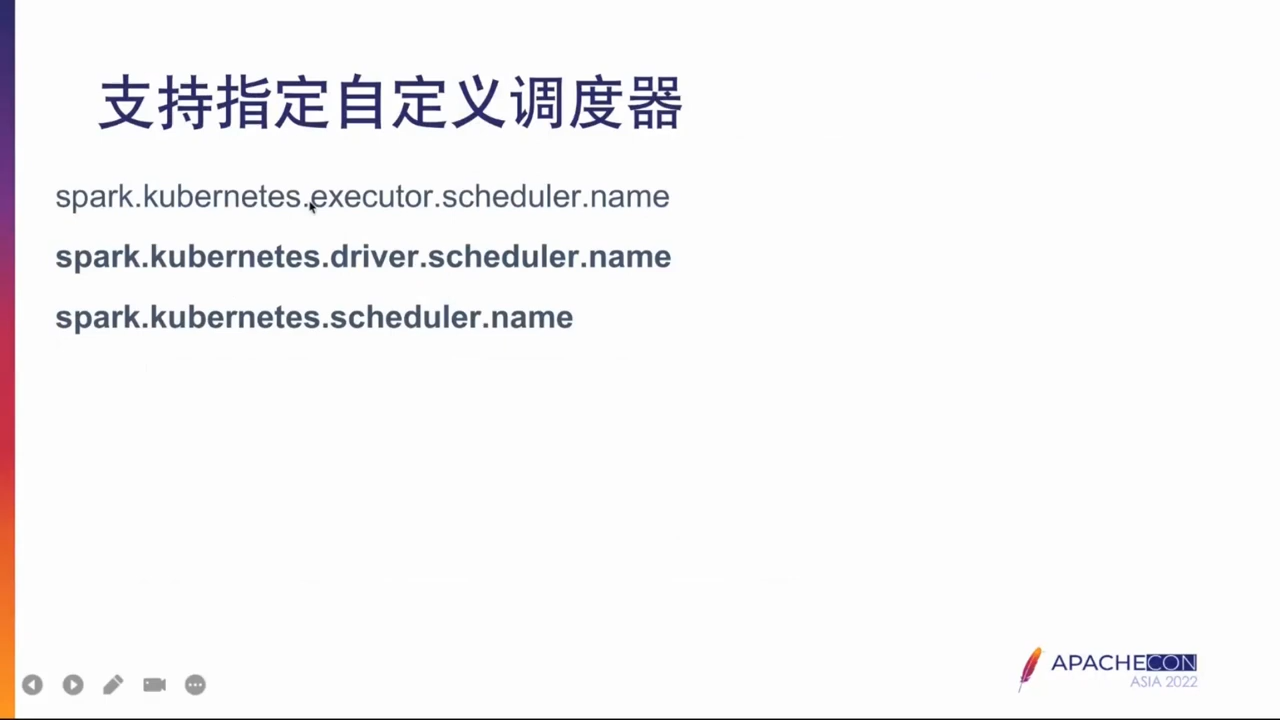 支持指定自定义调度器
spark.kubernetes.executor.scheduler.name
spark.kubernetes.driver.scheduler.name
spark.kubernetes.scheduler.name
APACHECON
ASIA 2022